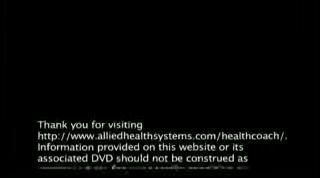 Thank you for visiting
http://www.alliedhealthsystems.com/healthcoach/.
Information provided on this website or its
associated DVD should not be construed as